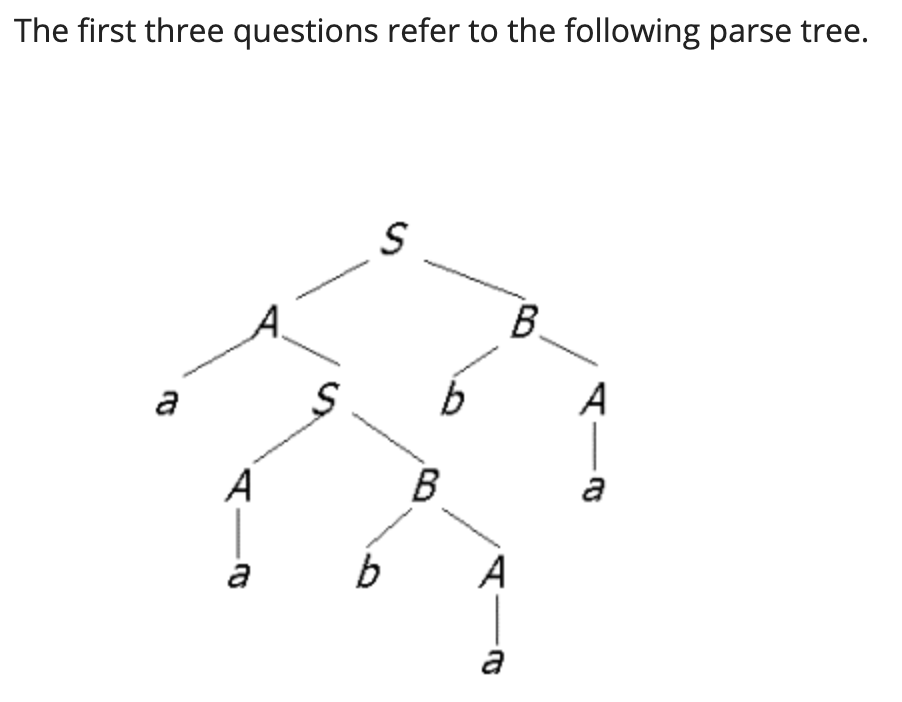 The first three questions refer to the following parse tree.
S
A B
a S b A
A B a
a b A
a